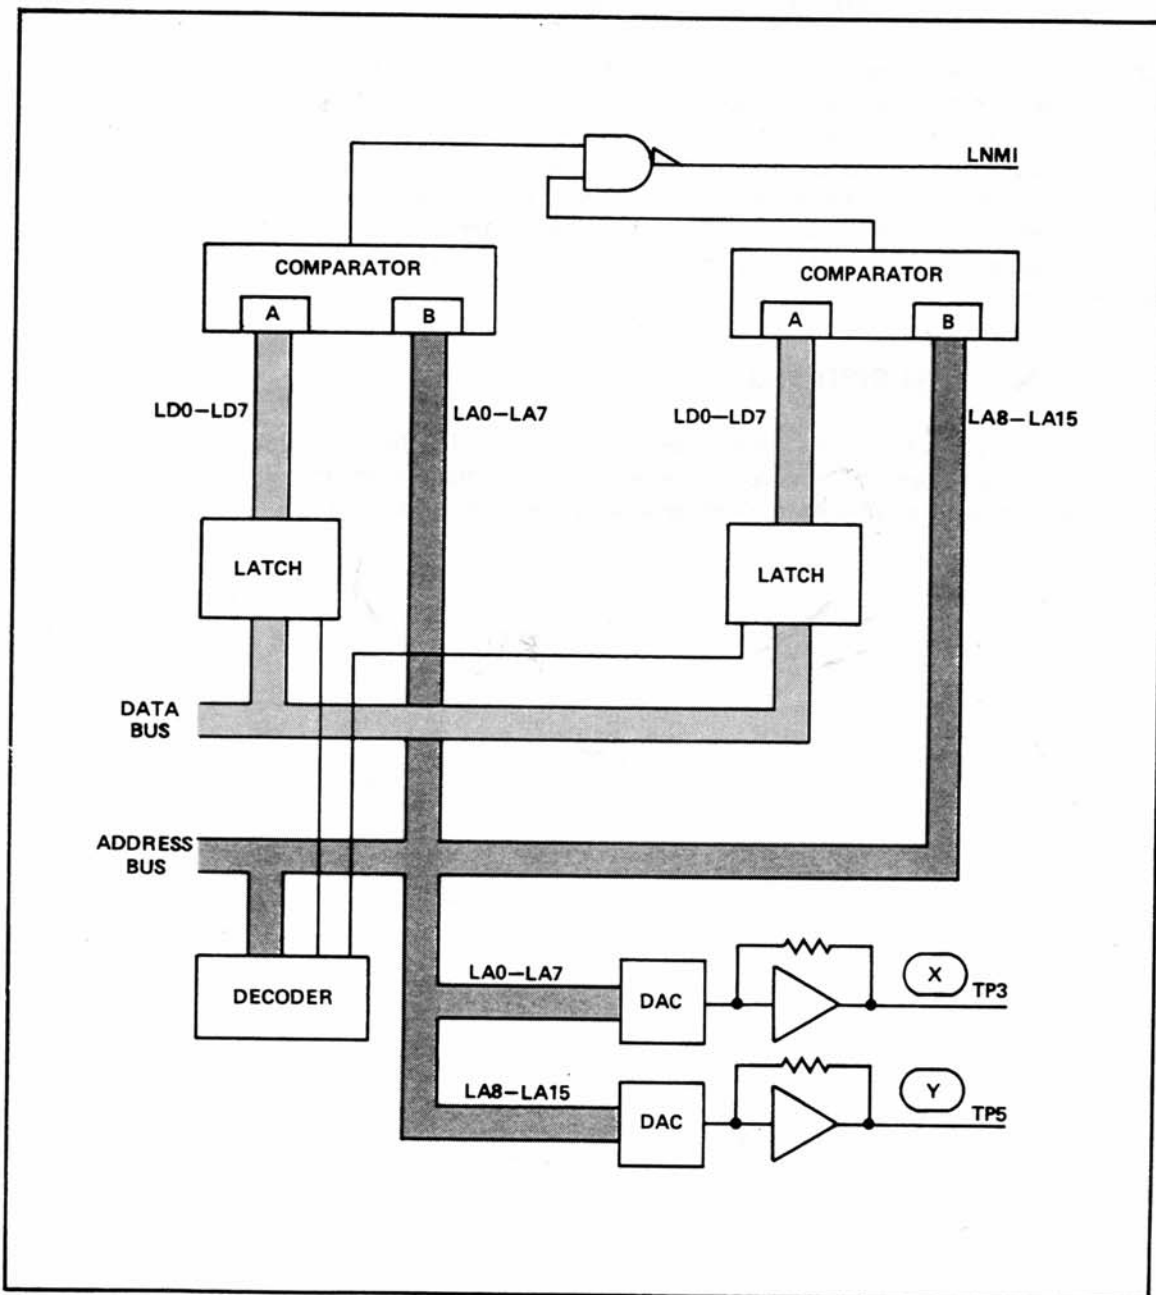 LNMI
COMPARATOR
A
B
COMPARATOR
A
B
LD0–LD7
LA0–LA7
LD0–LD7
LA8–LA15
LATCH
LATCH
DATA
BUS
ADDRESS
BUS
DECODER
LA0–LA7
DAC
X
TP3
LA8–LA15
DAC
Y
TP5